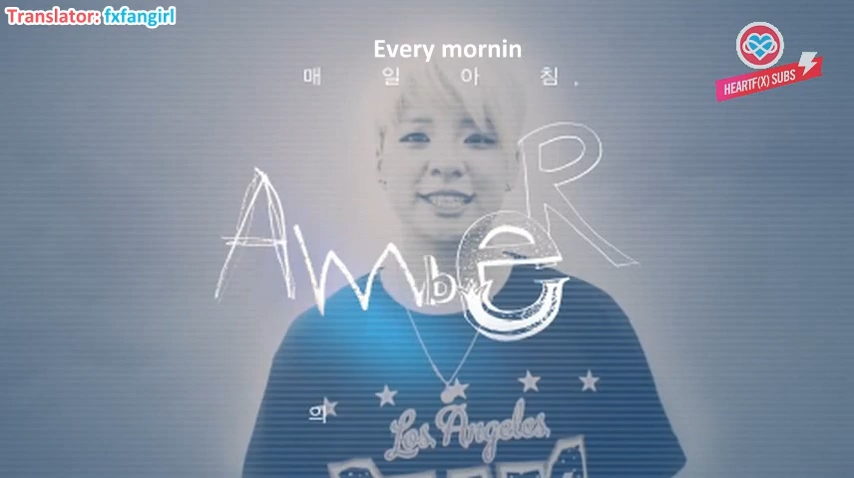 Translator: fxfangirl
Every mornin
매 일 아 침 .
HEARTF(X) SUBS
AmbeR
의
Los Angeles